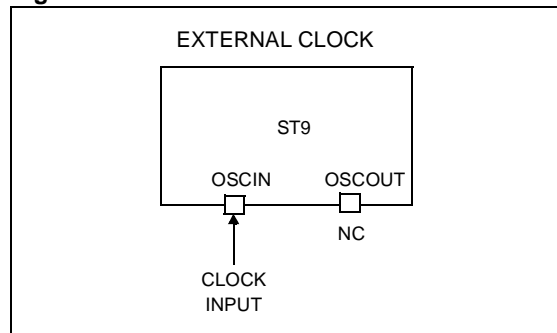 EXTERNAL CLOCK
ST9
OSCIN OSCOUT
NC
CLOCK
INPUT